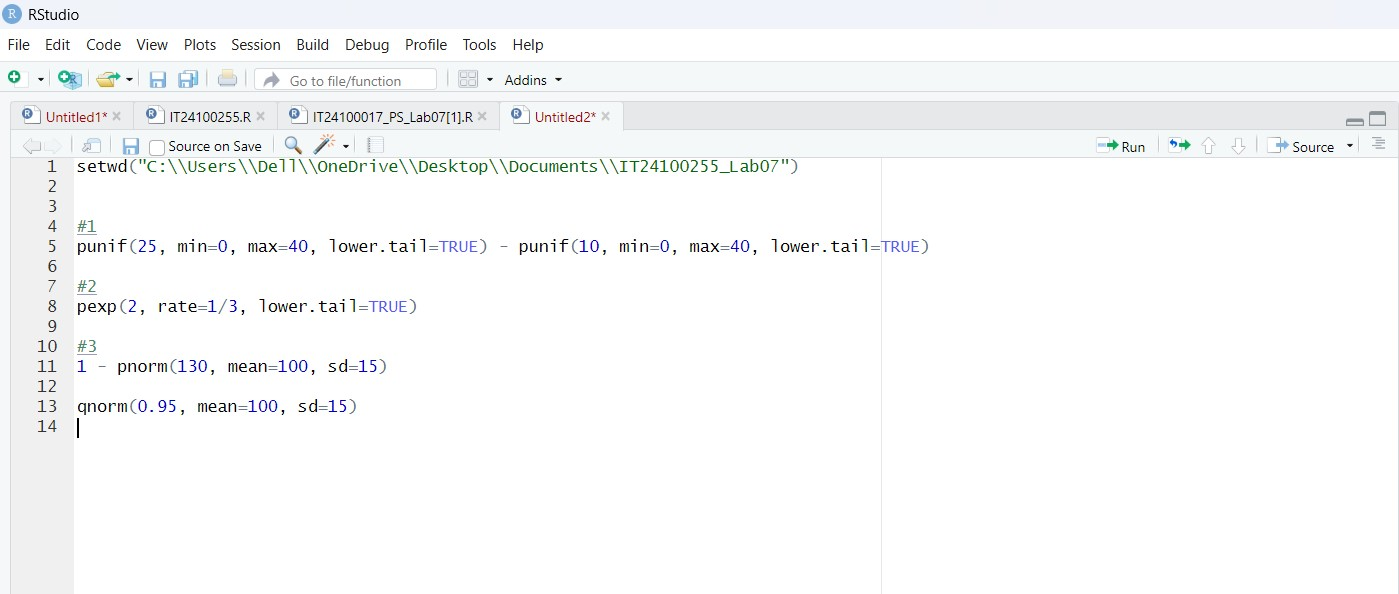 RStudio
File Edit Code View Plots Session Build Debug Profile Tools Help
Go to file/function Addins
Untitled1* IT24100255.R IT24100017_PS_Lab07[1].R Untitled2*
Source on Save Run Source
1 setwd("C:\\Users\\Dell\\OneDrive\\Desktop\\Documents\\IT24100255_Lab07")
2
3
4 #1
5 punif(25, min=0, max=40, lower.tail=TRUE) - punif(10, min=0, max=40, lower.tail=TRUE)
6
7 #2
8 pexp(2, rate=1/3, lower.tail=TRUE)
9
10 #3
11 1 - pnorm(130, mean=100, sd=15)
12
13 qnorm(0.95, mean=100, sd=15)
14